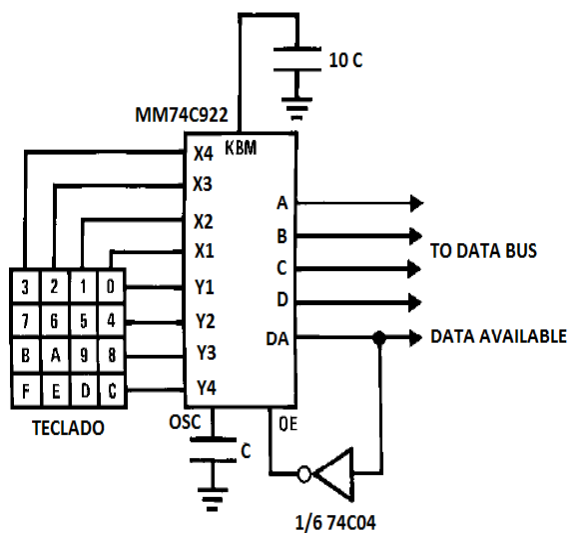 10 C
MM74C922
KBM
X4
X3
X2
X1
Y1
Y2
Y3
Y4
A
B
C
D
DA
TO DATA BUS
DATA AVAILABLE
3 2 1 0
7 6 5 4
B A 9 8
F E D C
TECLADO
OSC
OE
C
1/6 74C04